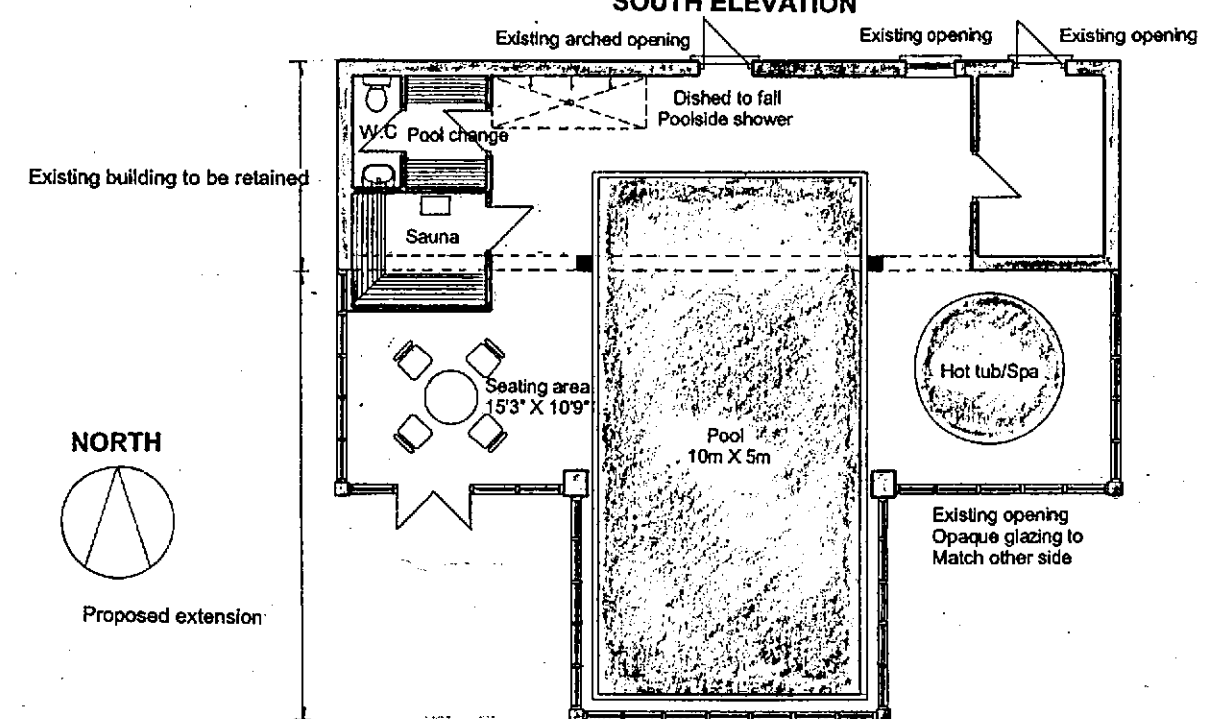 SOUTH ELEVATION
Existing arched opening
Existing opening
Existing opening
Dished to fall
Poolside shower
W.C
Pool change
Existing building to be retained
Sauna
Seating area
15'3" X 10'9"
Hot tub/Spa
Pool
10m X 5m
NORTH
Existing opening
Opaque glazing to
Match other side
Proposed extension